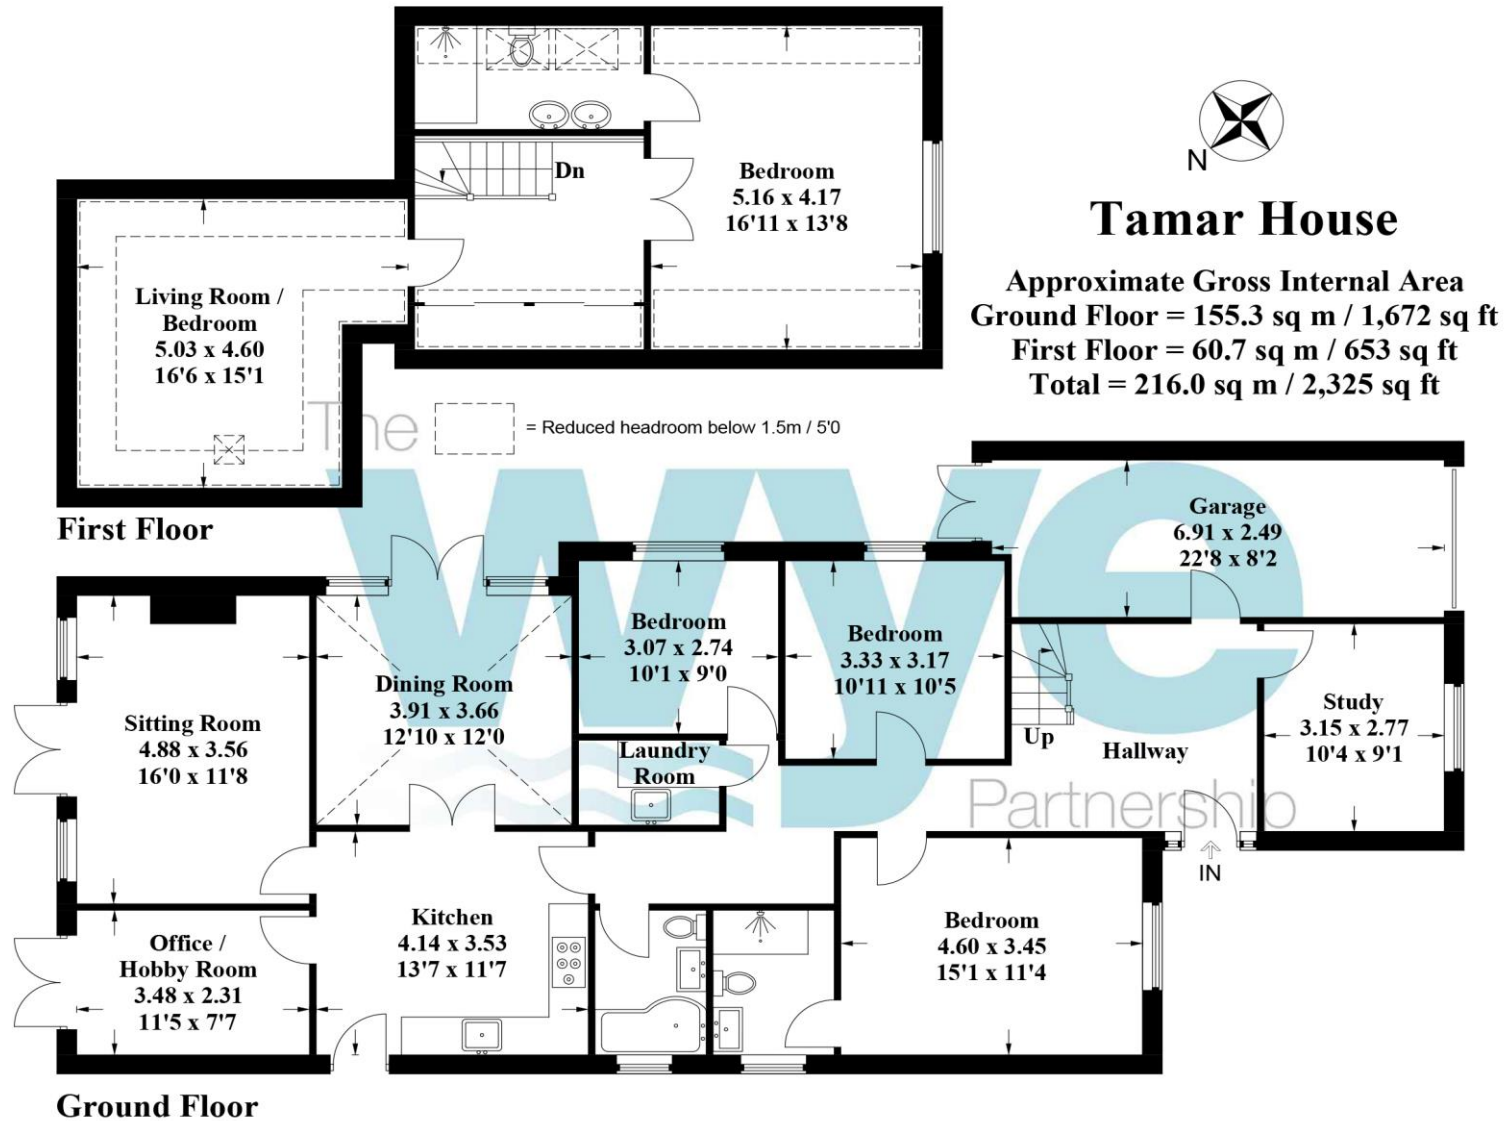 Dn
Bedroom
5.16 x 4.17
16'11 x 13'8
N
Tamar House
Approximate Gross Internal Area
Ground Floor = 155.3 sq m / 1,672 sq ft
First Floor = 60.7 sq m / 653 sq ft
Total = 216.0 sq m / 2,325 sq ft
Living Room /
Bedroom
5.03 x 4.60
16'6 x 15'1
= Reduced headroom below 1.5m / 5'0
First Floor
The
wye
Partnership
Garage
6.91 x 2.49
22'8 x 8'2
Sitting Room
4.88 x 3.56
16'0 x 11'8
Dining Room
3.91 x 3.66
12'10 x 12'0
Bedroom
3.07 x 2.74
10'1 x 9'0
Laundry
Room
Bedroom
3.33 x 3.17
10'11 x 10'5
Up
Hallway
Study
3.15 x 2.77
10'4 x 9'1
IN
Office /
Hobby Room
3.48 x 2.31
11'5 x 7'7
Kitchen
4.14 x 3.53
13'7 x 11'7
Bedroom
4.60 x 3.45
15'1 x 11'4
Ground Floor